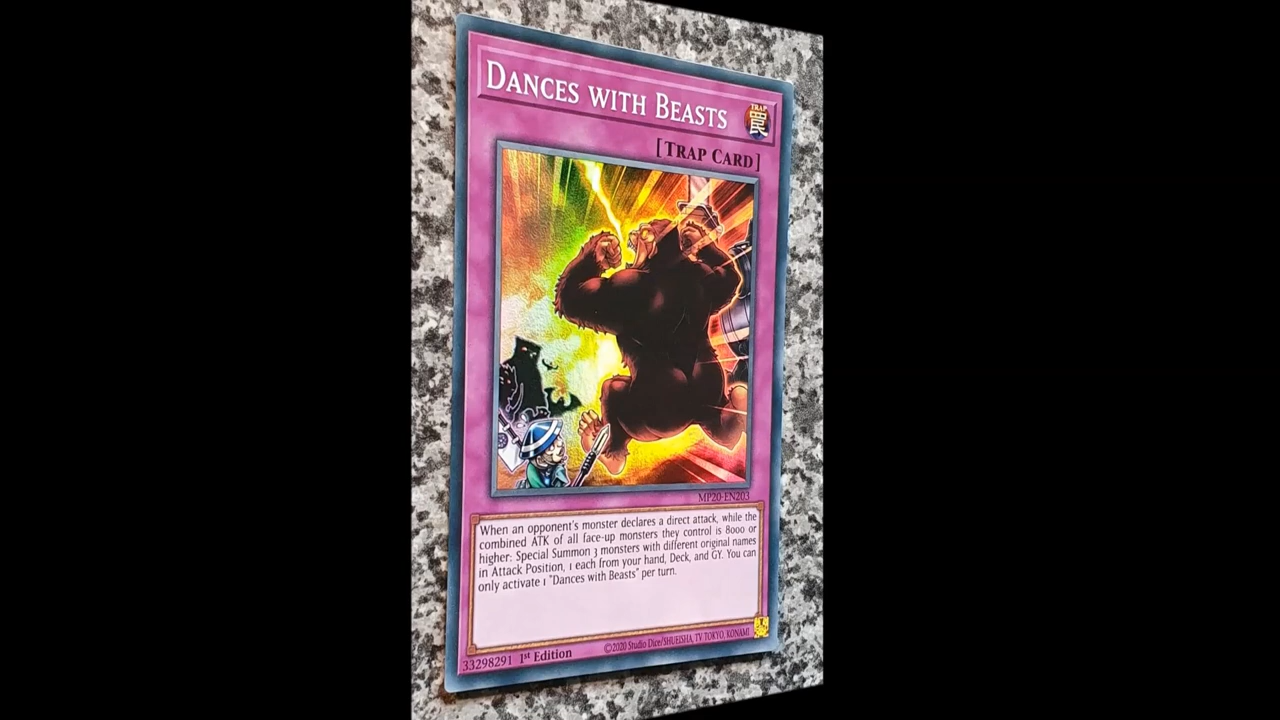 DANCES WITH BEASTS
TRAP
罠
[TRAP CARD]
MP20-EN203
When an opponent's monster declares a direct attack, while the
combined ATK of all face-up monsters they control is 8000 or
higher: Special Summon 3 monsters with different original names
in Attack Position, 1 each from your hand, Deck, and GY. You can
only activate 1 "Dances with Beasts" per turn.
33298291 1st Edition
©2020 Studio Dice/SHUEISHA, TV TOKYO, KONAMI